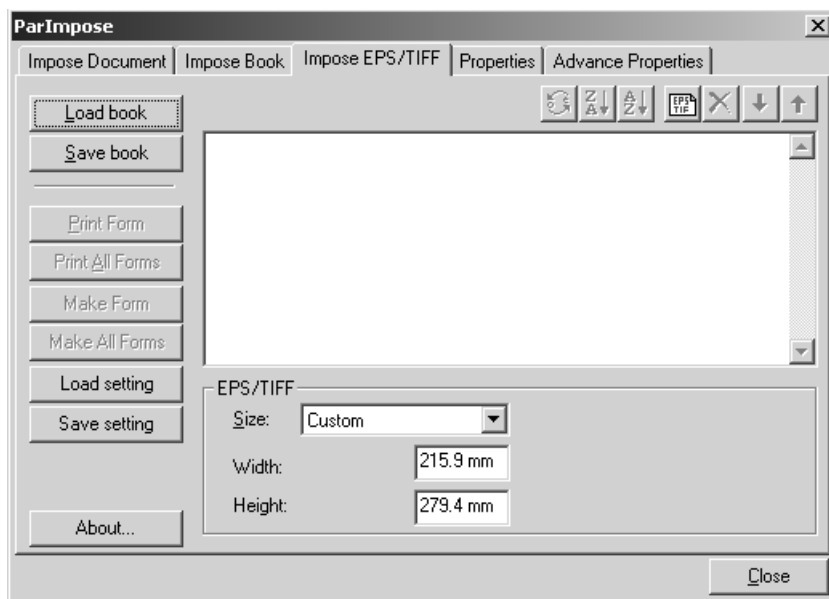 ParImpose
Impose Document Impose Book Impose EPS/TIFF Properties Advance Properties
Load book
Z A A Z EPS TIF
Save book
Print Form
Print All Forms
Make Form
Make All Forms
Load setting
Save setting
About...
EPS/TIFF
Size: Custom
Width: 215.9 mm
Height: 279.4 mm
Close